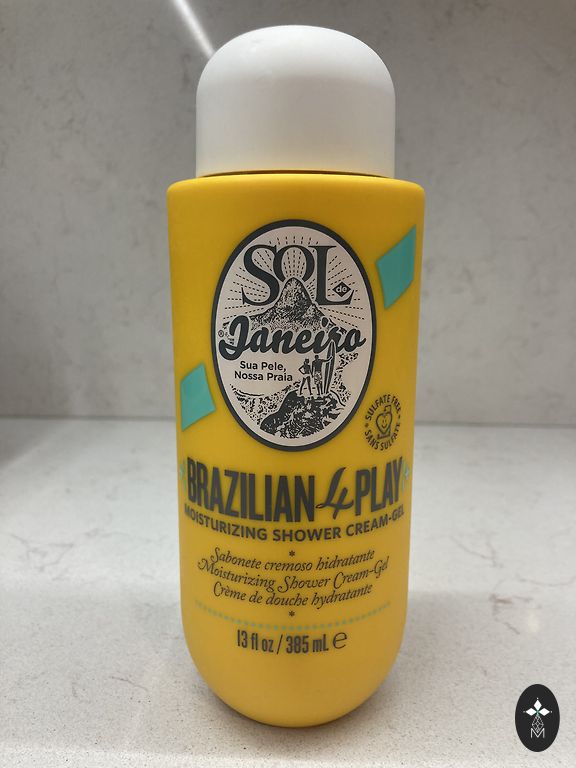 SOL de
Janeiro
®
Sua Pele,
Nossa Praia
SULFATE FREE
SANS SULFATE
BRAZILIAN 4 PLAY
MOISTURIZING SHOWER CREAM-GEL
*
Sabonete cremoso hidratante
Moisturizing Shower Cream-Gel
Crème de douche hydratante
*
13 fl oz / 385 mL ℮
M